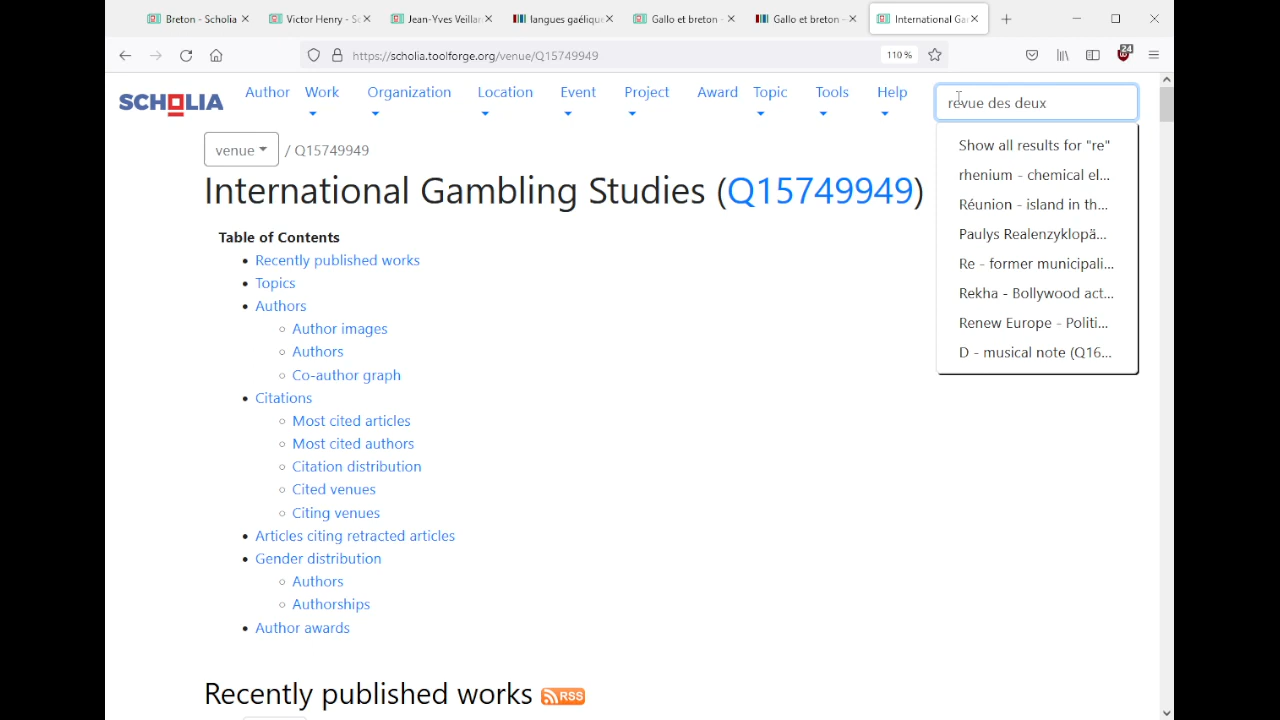 Breton - Scholia
Victor Henry - Sc
Jean-Yves Veillar
langues gaélique
Gallo et breton -
Gallo et breton -
International Ga
https://scholia.toolforge.org/venue/Q15749949
110 %
24
SCHOLIA
Author Work Organization Location Event Project Award Topic Tools Help
revue des deux
Show all results for "re"
rhenium - chemical el...
Réunion - island in th...
Paulys Realenzyklopä...
Re - former municipali...
Rekha - Bollywood act...
Renew Europe - Politi...
D - musical note (Q16...
venue / Q15749949
International Gambling Studies (Q15749949)
Table of Contents
Recently published works
Topics
Authors
Author images
Authors
Co-author graph
Citations
Most cited articles
Most cited authors
Citation distribution
Cited venues
Citing venues
Articles citing retracted articles
Gender distribution
Authors
Authorships
Author awards
Recently published works RSS